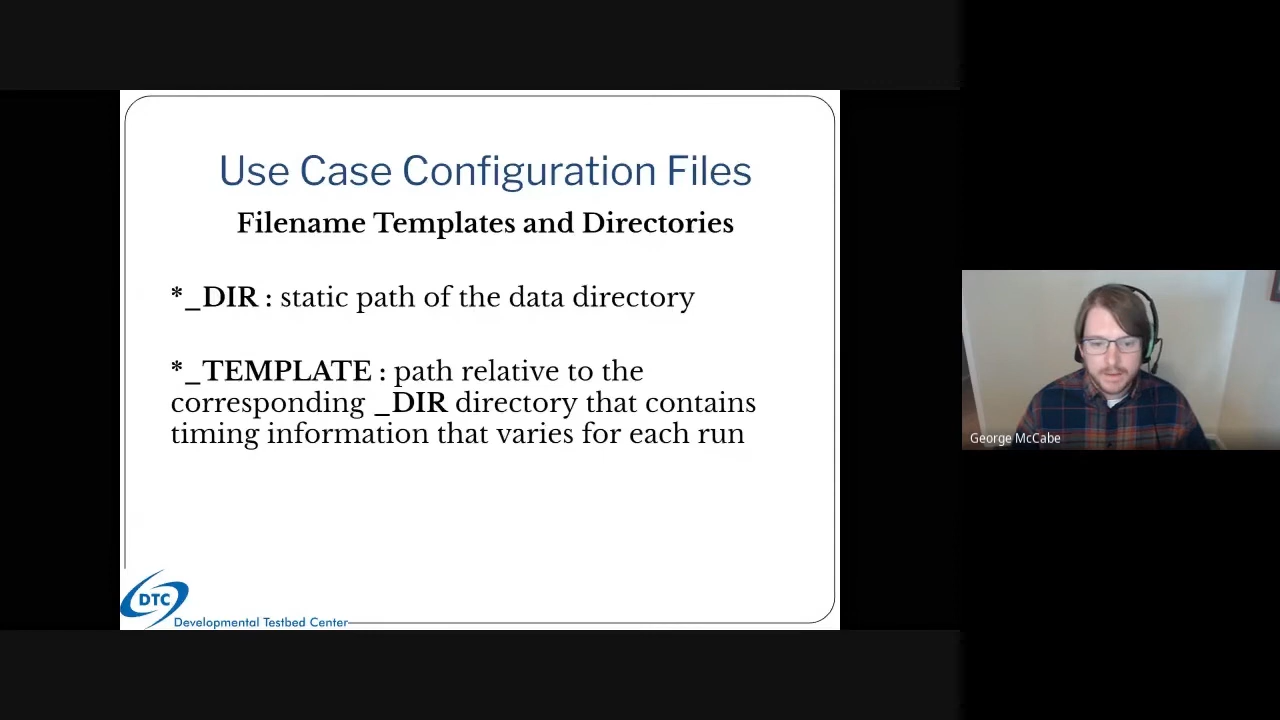 Use Case Configuration Files
Filename Templates and Directories
*_DIR : static path of the data directory
*_TEMPLATE : path relative to the
corresponding _DIR directory that contains
timing information that varies for each run
DTC
Developmental Testbed Center
George McCabe